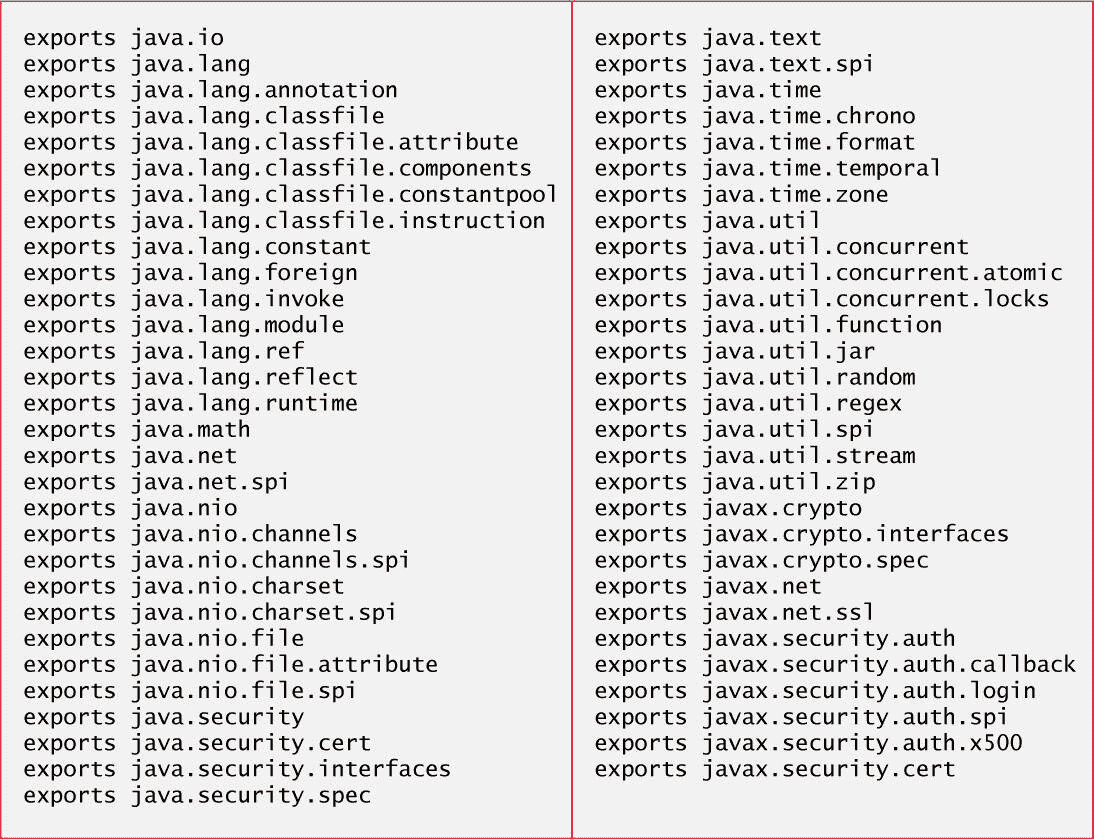 exports java.io
exports java.lang
exports java.lang.annotation
exports java.lang.classfile
exports java.lang.classfile.attribute
exports java.lang.classfile.components
exports java.lang.classfile.constantpool
exports java.lang.classfile.instruction
exports java.lang.constant
exports java.lang.foreign
exports java.lang.invoke
exports java.lang.module
exports java.lang.ref
exports java.lang.reflect
exports java.lang.runtime
exports java.math
exports java.net
exports java.net.spi
exports java.nio
exports java.nio.channels
exports java.nio.channels.spi
exports java.nio.charset
exports java.nio.charset.spi
exports java.nio.file
exports java.nio.file.attribute
exports java.nio.file.spi
exports java.security
exports java.security.cert
exports java.security.interfaces
exports java.security.spec
exports java.text
exports java.text.spi
exports java.time
exports java.time.chrono
exports java.time.format
exports java.time.temporal
exports java.time.zone
exports java.util
exports java.util.concurrent
exports java.util.concurrent.atomic
exports java.util.concurrent.locks
exports java.util.function
exports java.util.jar
exports java.util.random
exports java.util.regex
exports java.util.spi
exports java.util.stream
exports java.util.zip
exports javax.crypto
exports javax.crypto.interfaces
exports javax.crypto.spec
exports javax.net
exports javax.net.ssl
exports javax.security.auth
exports javax.security.auth.callback
exports javax.security.auth.login
exports javax.security.auth.spi
exports javax.security.auth.x500
exports javax.security.cert